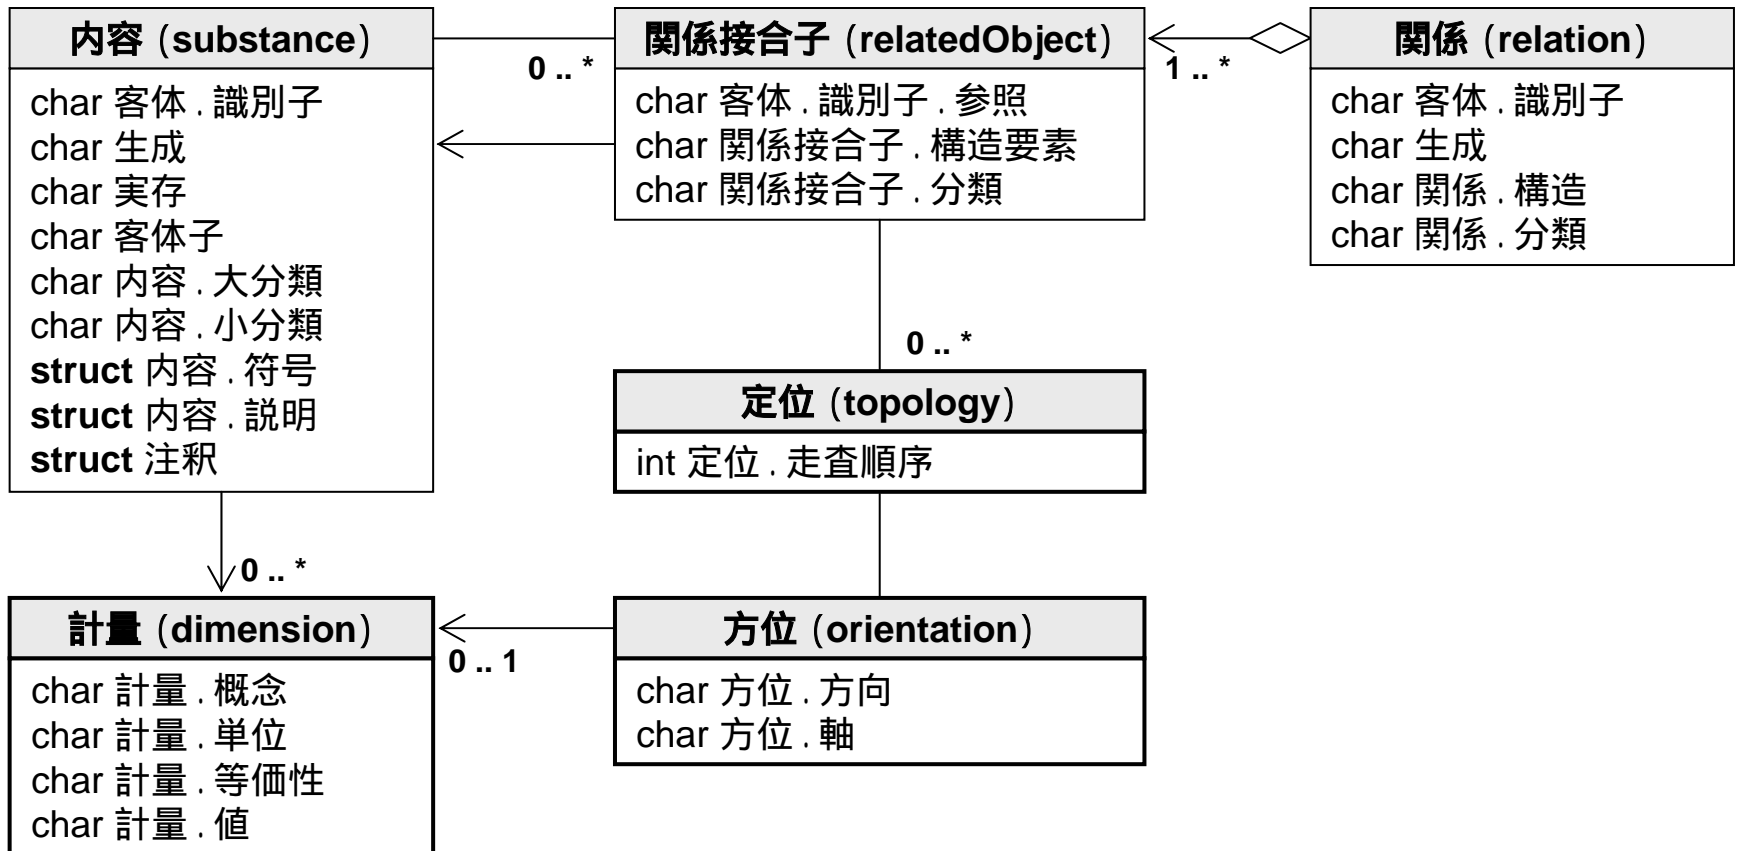 内容 (substance)
char 客体 . 識別子
char 生成
char 実存
char 客体子
char 内容 . 大分類
char 内容 . 小分類
struct 内容 . 符号
struct 内容 . 説明
struct 注釈
0 .. *
関係接合子 (relatedObject)
char 客体 . 識別子 . 参照
char 関係接合子 . 構造要素
char 関係接合子 . 分類
1 .. *
関係 (relation)
char 客体 . 識別子
char 生成
char 関係 . 構造
char 関係 . 分類
0 .. *
定位 (topology)
int 定位 . 走査順序
0 .. *
計量 (dimension)
char 計量 . 概念
char 計量 . 単位
char 計量 . 等価性
char 計量 . 値
0 .. 1
方位 (orientation)
char 方位 . 方向
char 方位 . 軸